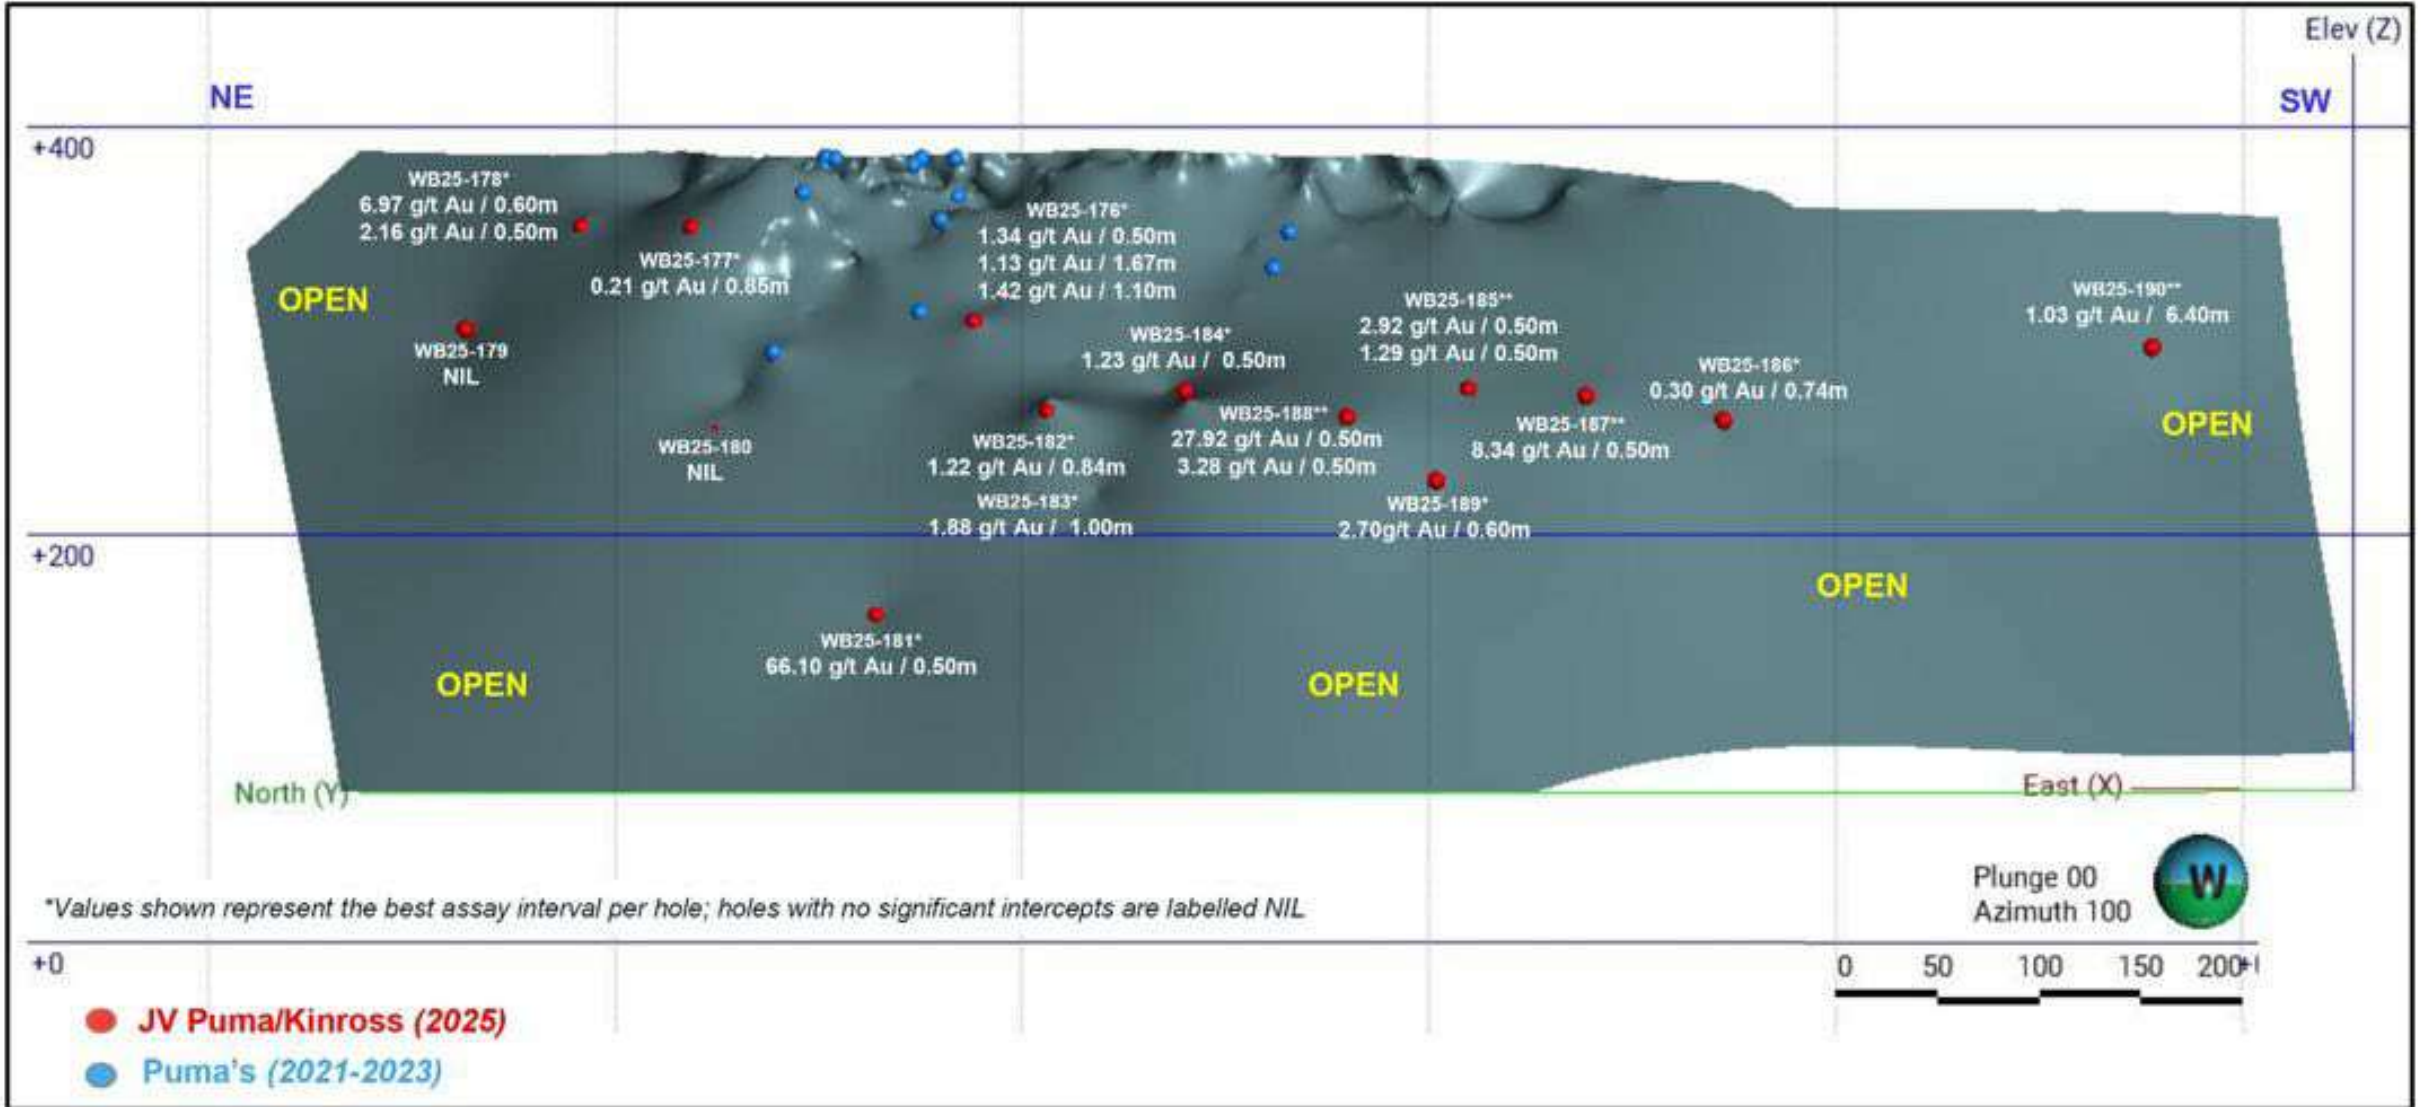 Elev (Z)
NE
SW
+400
WB25-178*
6.97 g/t Au / 0.60m
2.16 g/t Au / 0.50m
WB25-177*
0.21 g/t Au / 0.85m
WB25-176*
1.34 g/t Au / 0.50m
1.13 g/t Au / 1.67m
1.42 g/t Au / 1.10m
OPEN
WB25-179
NIL
WB25-184*
1.23 g/t Au / 0.50m
WB25-185**
2.92 g/t Au / 0.50m
1.29 g/t Au / 0.50m
WB25-190**
1.03 g/t Au / 6.40m
WB25-186*
0.30 g/t Au / 0.74m
OPEN
WB25-180
NIL
WB25-182*
1.22 g/t Au / 0.84m
WB25-183*
1.88 g/t Au / 1.00m
WB25-188**
27.92 g/t Au / 0.50m
3.28 g/t Au / 0.50m
WB25-187**
8.34 g/t Au / 0.50m
WB25-189*
2.70g/t Au / 0.60m
+200
OPEN
WB25-181*
66.10 g/t Au / 0.50m
OPEN
OPEN
North (Y)
East (X)
Plunge 00
Azimuth 100
W
*Values shown represent the best assay interval per hole; holes with no significant intercepts are labelled NIL
+0
0 50 100 150 200
JV Puma/Kinross (2025)
Puma's (2021-2023)